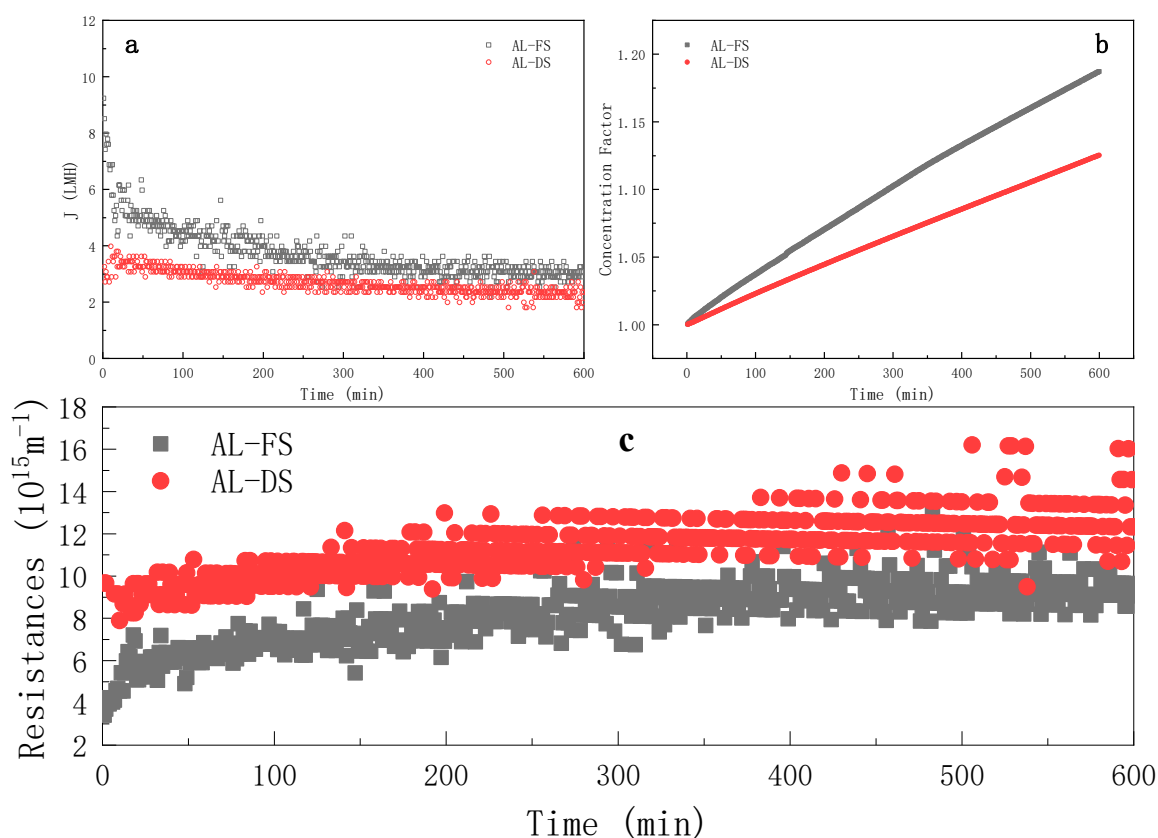 a
AL-FS
AL-DS
12
10
8
6
4
2
0
J (LMH)
0 100 200 300 400 500 600
Time (min)
b
AL-FS
AL-DS
1.20
1.15
1.10
1.05
1.00
Concentration Factor
0 100 200 300 400 500 600
Time (min)
c
AL-FS
AL-DS
18
16
14
12
10
8
6
4
2
Resistances (10¹⁵m⁻¹)
0 100 200 300 400 500 600
Time (min)